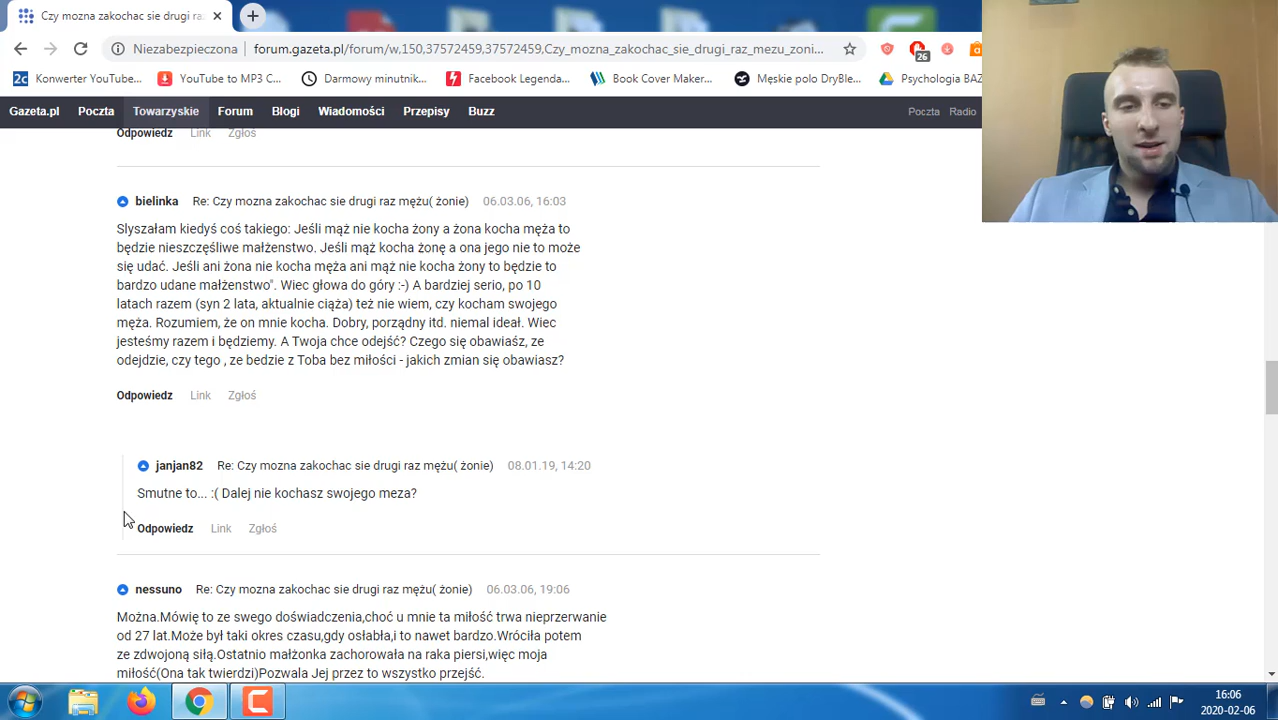 Czy mozna zakochac sie drugi raz
Niezabezpieczona
forum.gazeta.pl/forum/w,150,37572459,37572459,Czy_mozna_zakochac_sie_drugi_raz_mezu_zoni...
26
2c Konwerter YouTube...
YouTube to MP3 C...
Darmowy minutnik...
Facebook Legenda...
Book Cover Maker...
Męskie polo DryBle...
Psychologia BAZ
Gazeta.pl Poczta Towarzyskie Forum Blogi Wiadomości Przepisy Buzz Poczta Radio
Odpowiedz Link Zgłoś
bielinka Re: Czy mozna zakochac sie drugi raz mężu( żonie) 06.03.06, 16:03
Slyszałam kiedyś coś takiego: Jeśli mąż nie kocha żony a żona kocha męża to
będzie nieszczęśliwe małżenstwo. Jeśli mąż kocha żonę a ona jego nie to może
się udać. Jeśli ani żona nie kocha męża ani mąż nie kocha żony to będzie to
bardzo udane małżenstwo". Wiec głowa do góry :-) A bardziej serio, po 10
latach razem (syn 2 lata, aktualnie ciąża) też nie wiem, czy kocham swojego
męża. Rozumiem, że on mnie kocha. Dobry, porządny itd. niemal ideał. Wiec
jesteśmy razem i będziemy. A Twoja chce odejść? Czego się obawiaśz, ze
odejdzie, czy tego , ze bedzie z Toba bez miłości - jakich zmian się obawiasz?
Odpowiedz Link Zgłoś
janjan82 Re: Czy mozna zakochac sie drugi raz mężu( żonie) 08.01.19, 14:20
Smutne to... :( Dalej nie kochasz swojego meza?
Odpowiedz Link Zgłoś
nessuno Re: Czy mozna zakochac sie drugi raz mężu( żonie) 06.03.06, 19:06
Można.Mówię to ze swego doświadczenia,choć u mnie ta miłość trwa nieprzerwanie
od 27 lat.Może był taki okres czasu,gdy osłabła,i to nawet bardzo.Wróciła potem
ze zdwojoną siłą.Ostatnio małżonka zachorowała na raka piersi,więc moja
miłość(Ona tak twierdzi)Pozwala Jej przez to wszystko przejść.
16:06
2020-02-06